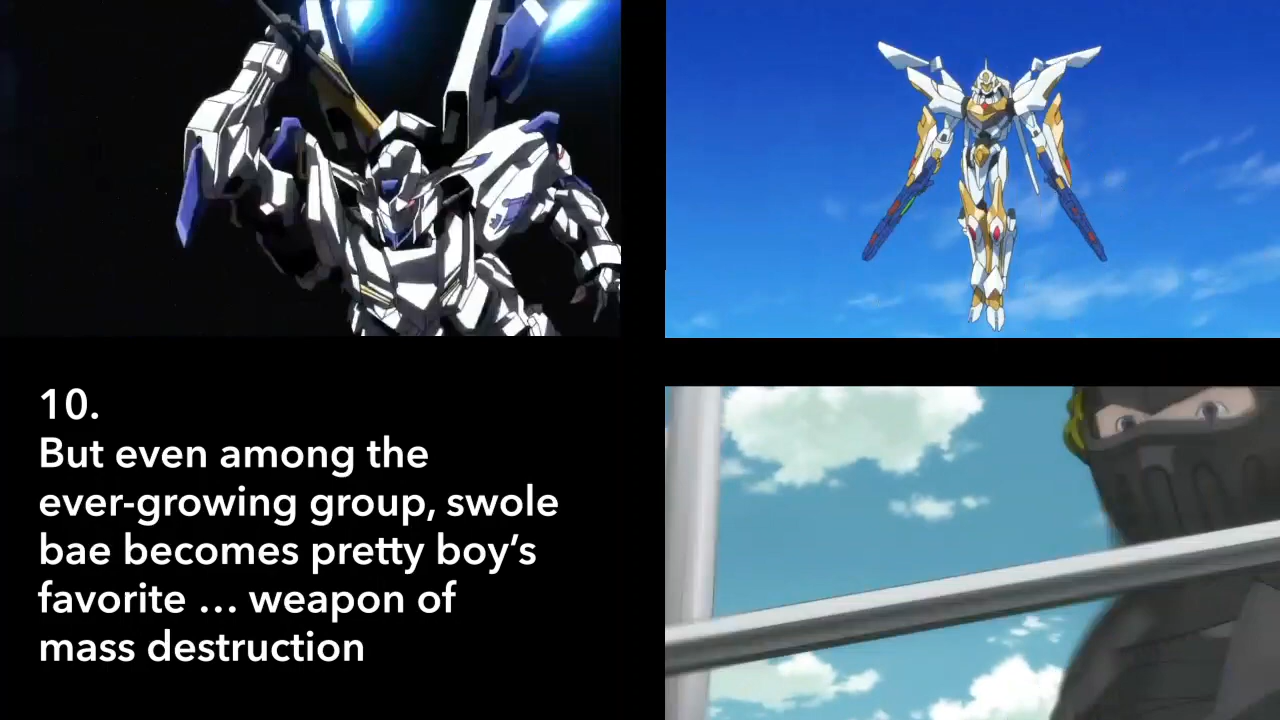 10.
But even among the
ever-growing group, swole
bae becomes pretty boy’s
favorite … weapon of
mass destruction